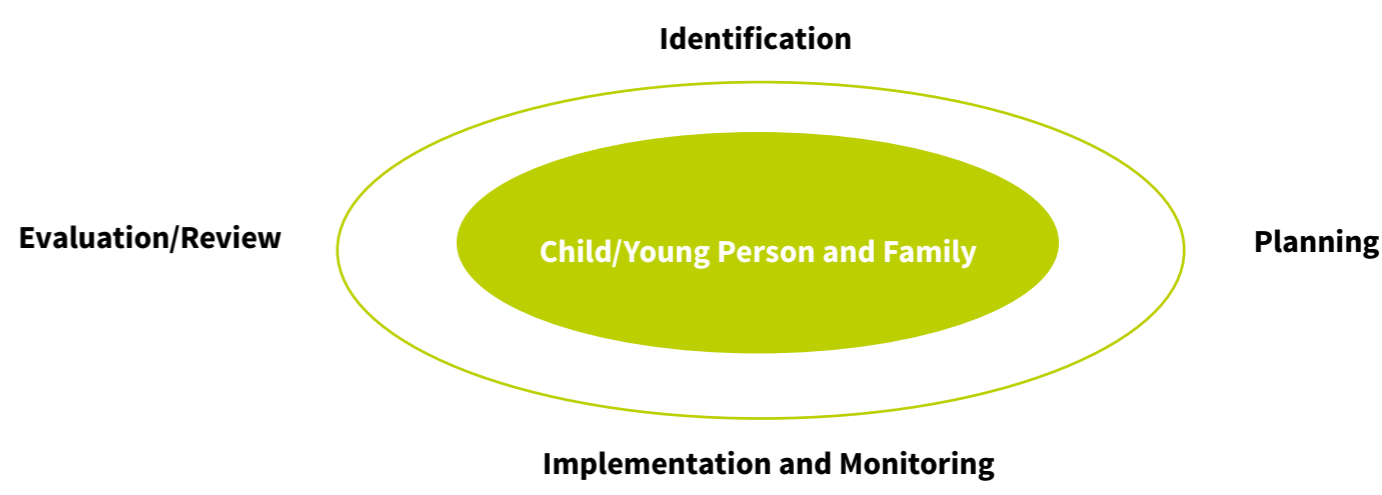 Identification
Evaluation/Review
Child/Young Person and Family
Planning
Implementation and Monitoring